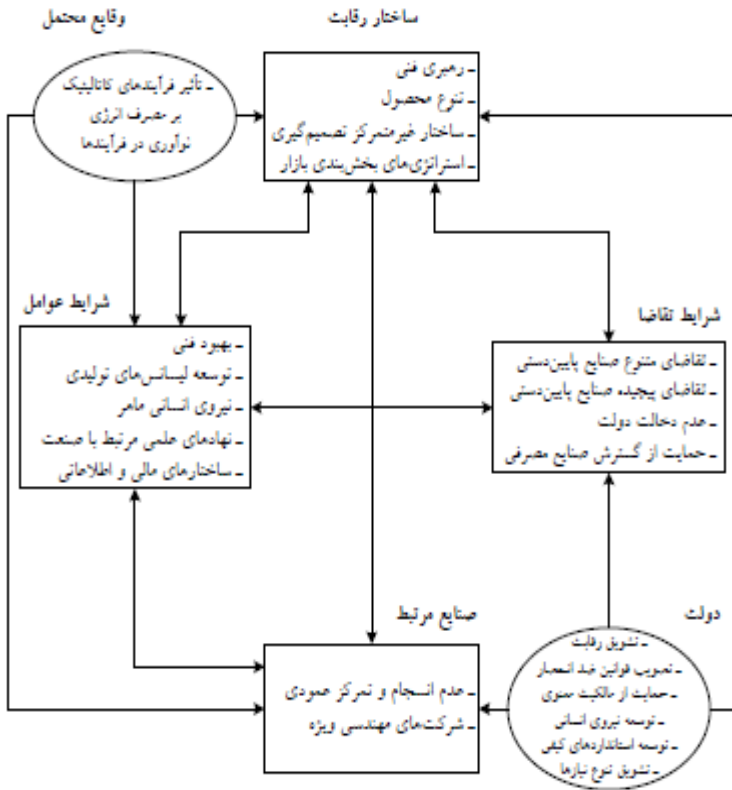 وقایع محتمل
ساختار رقابت
ـ تأثیر فرآیندهای کاتالیتیک
بر مصرف انرژی
نوآوری در فرآیندها
ـ رهبری فنی
ـ تنوع محصول
ـ ساختار غیرمتمرکز تصمیم‌گیری
ـ استراتژی‌های بخش‌بندی بازار
شرایط عوامل
ـ بهبود فنی
ـ توسعه لیسانس‌های تولیدی
ـ نیروی انسانی ماهر
ـ نهادهای علمی مرتبط با صنعت
ـ ساختارهای مالی و اطلاعاتی
شرایط تقاضا
ـ تقاضای متنوع صنایع پایین‌دستی
ـ تقاضای پیچیده صنایع پایین‌دستی
ـ عدم دخالت دولت
ـ حمایت از گسترش صنایع مصرفی
صنایع مرتبط
ـ عدم انسجام و تمرکز عمودی
ـ شرکت‌های مهندسی ویژه
دولت
ـ تشویق رقابت
ـ تصویب قوانین ضد انحصار
ـ حمایت از مالکیت معنوی
ـ توسعه نیروی انسانی
ـ توسعه استانداردهای کیفی
ـ تشویق تنوع نیازها